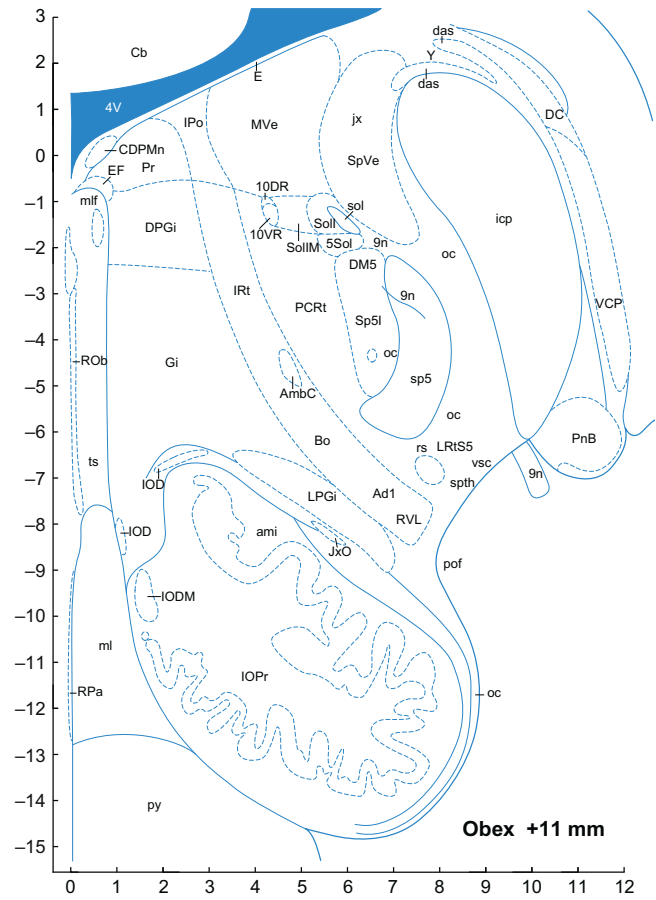 3
das
Cb
2
E
Y
das
4V
DC
1
IPo
MVe
jx
0
CDPMn
SpVe
EF
Pr
10DR
mlf
−1
sol
icp
DPGi
SolI
10VR
SolIM
5Sol
9n
−2
oc
DM5
IRt
9n
−3
PCRt
VCP
Sp5I
−4
ROb
Gi
oc
sp5
−5
AmbC
oc
−6
Bo
rs
LRtS5
PnB
ts
vsc
−7
IOD
spth
9n
LPGi
Ad1
RVL
−8
IOD
ami
JxO
−9
pof
IODM
−10
ml
−11
IOPr
RPa
oc
−12
−13
−14
py
Obex +11 mm
−15
0 1 2 3 4 5 6 7 8 9 10 11 12